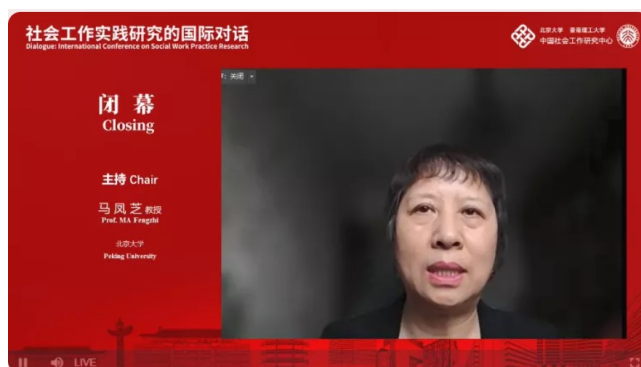 社会工作实践研究的国际对话
Dialogue: International Conference on Social Work Practice Research
北京大学 香港理工大学
中国社会工作研究中心
关闭
闭 幕
Closing
主持 Chair
马凤芝 教授
Prof. MA Fengzhi
北京大学
Peking University
LIVE